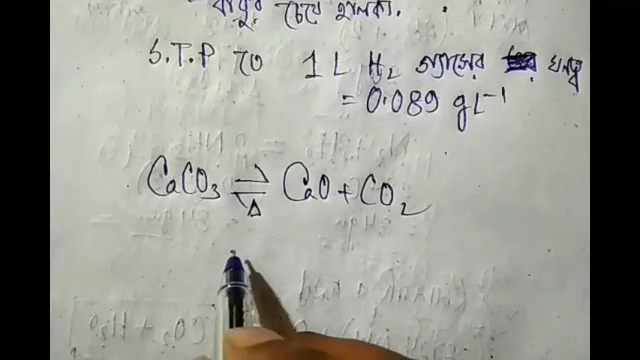 বায়ুর চেয়ে হালকা.
S.T.P তে 1 L H₂ গ্যাসের ঘনত্ব
= 0.089 gL⁻¹
CaCO₃ ⇌ CaO + CO₂
Δ